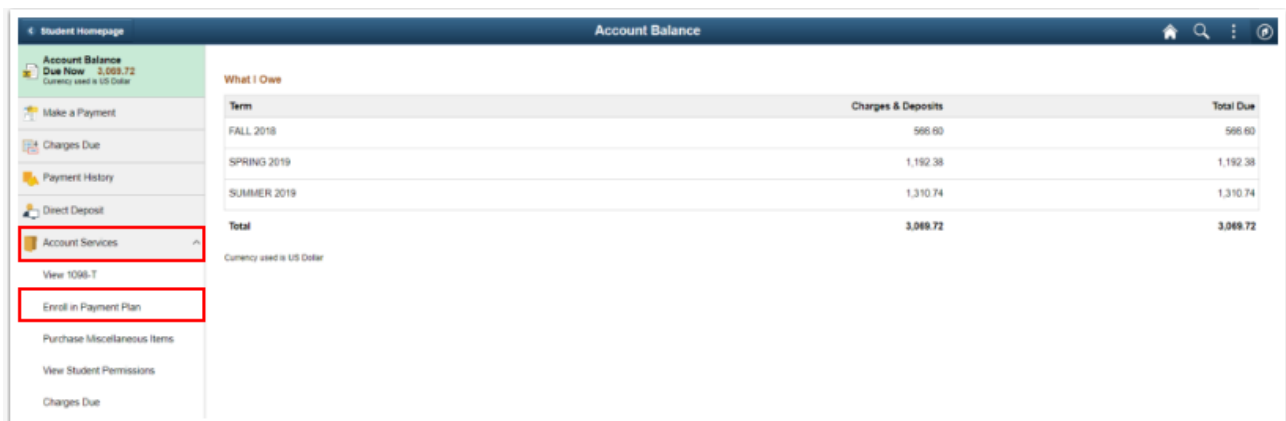 Student Homepage
Account Balance
Account Balance
Due Now 3,069.72
Currency used is US Dollar
Make a Payment
Charges Due
Payment History
Direct Deposit
Account Services
View 1098-T
Enroll in Payment Plan
Purchase Miscellaneous Items
View Student Permissions
Charges Due
What I Owe
Term Charges & Deposits Total Due
FALL 2018 566.60 566.60
SPRING 2019 1,192.38 1,192.38
SUMMER 2019 1,310.74 1,310.74
Total 3,069.72 3,069.72
Currency used is US Dollar